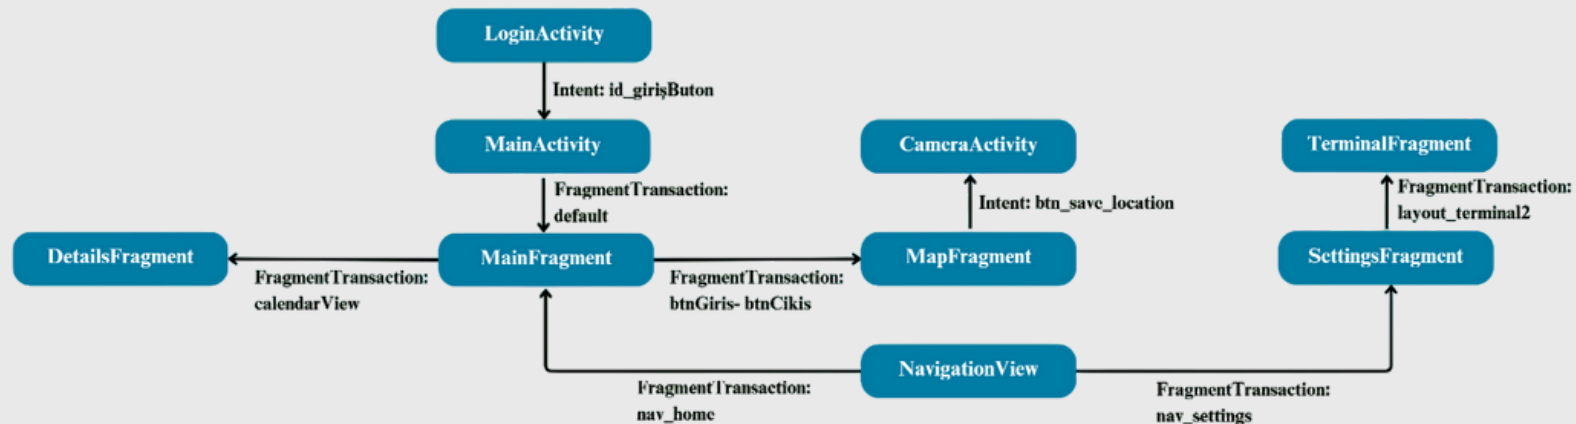 LoginActivity
Intent: id_girişButon
MainActivity
CameraActivity
TerminalFragment
FragmentTransaction:
default
Intent: btn_save_location
FragmentTransaction:
layout_terminal2
DetailsFragment
MainFragment
MapFragment
SettingsFragment
FragmentTransaction:
calendarView
FragmentTransaction:
btnGiris- btnCikis
NavigationView
FragmentTransaction:
nav_home
FragmentTransaction:
nav_settings